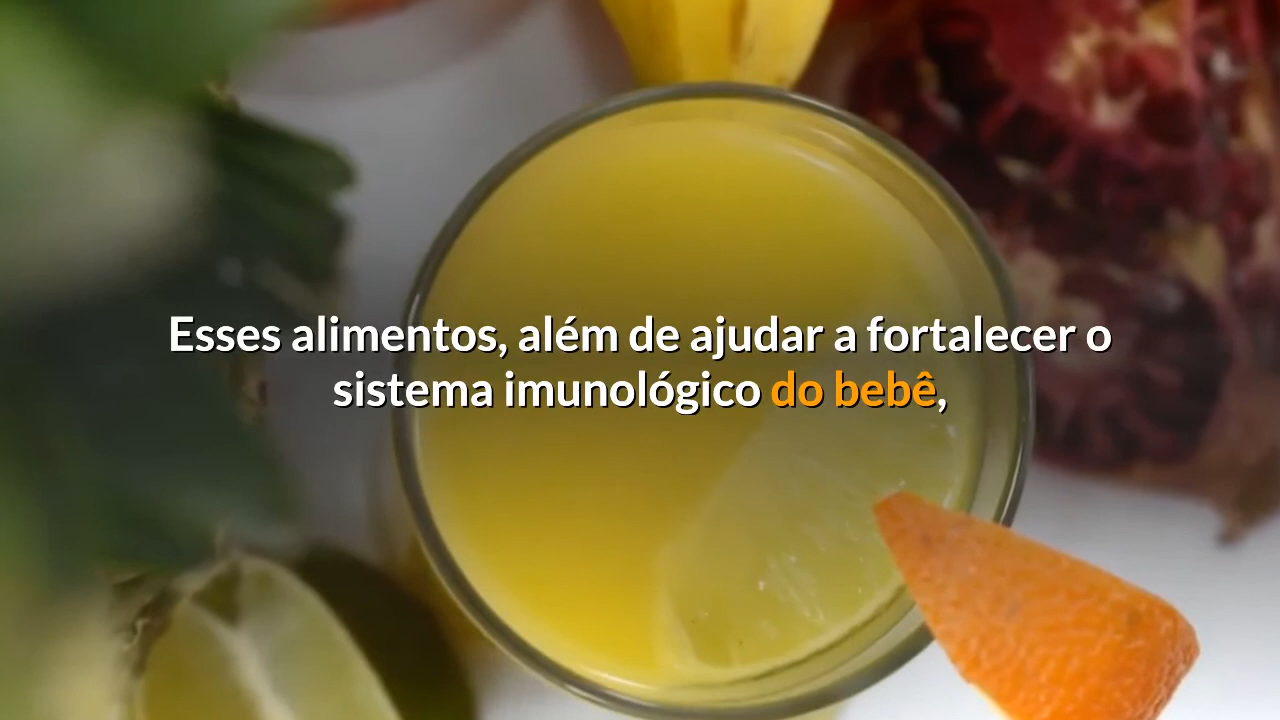 Esses alimentos, além de ajudar a fortalecer o
sistema imunológico do bebê,